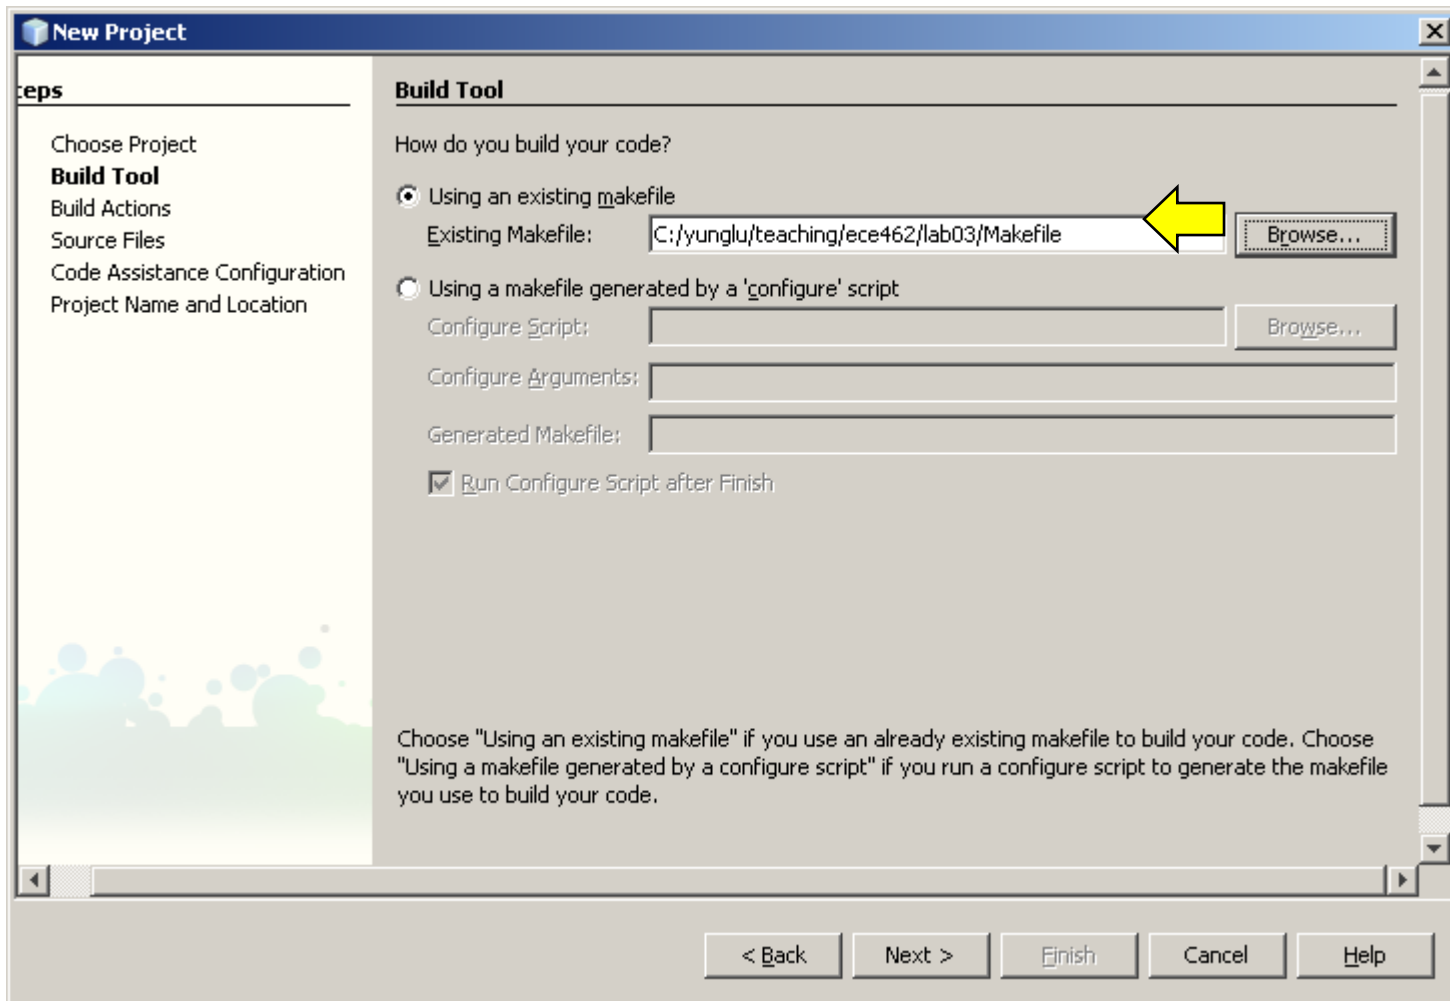 New Project
teps
Choose Project
Build Tool
Build Actions
Source Files
Code Assistance Configuration
Project Name and Location
Build Tool
How do you build your code?
Using an existing makefile
Existing Makefile: C:/yunglu/teaching/ece462/lab03/Makefile Browse...
Using a makefile generated by a 'configure' script
Configure Script: Browse...
Configure Arguments:
Generated Makefile:
Run Configure Script after Finish
Choose "Using an existing makefile" if you use an already existing makefile to build your code. Choose
"Using a makefile generated by a configure script" if you run a configure script to generate the makefile
you use to build your code.
< Back Next > Finish Cancel Help